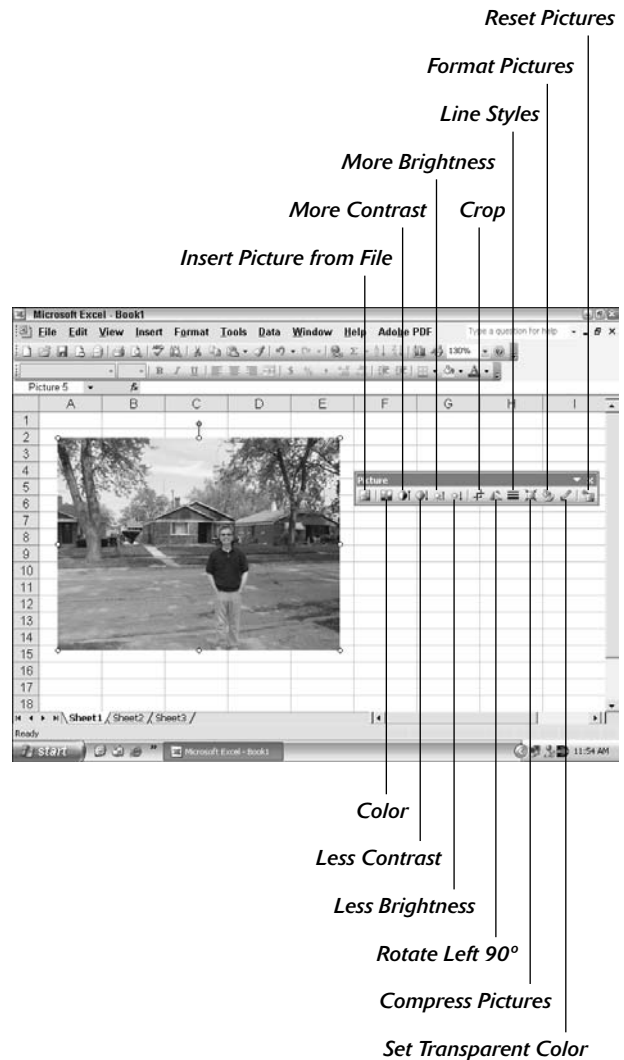 Reset Pictures
Format Pictures
Line Styles
More Brightness
More Contrast Crop
Insert Picture from File
Microsoft Excel - Book1
File Edit View Insert Format Tools Data Window Help Adobe PDF Type a question for help
130%
Picture 5 fx
A B C D E F G H I
1
2
3
4
Picture
5
6
7
8
9
10
11
12
13
14
15
16
17
18
Sheet1 Sheet2 Sheet3
Ready
start Microsoft Excel - Book1 11:54 AM
Color
Less Contrast
Less Brightness
Rotate Left 90º
Compress Pictures
Set Transparent Color